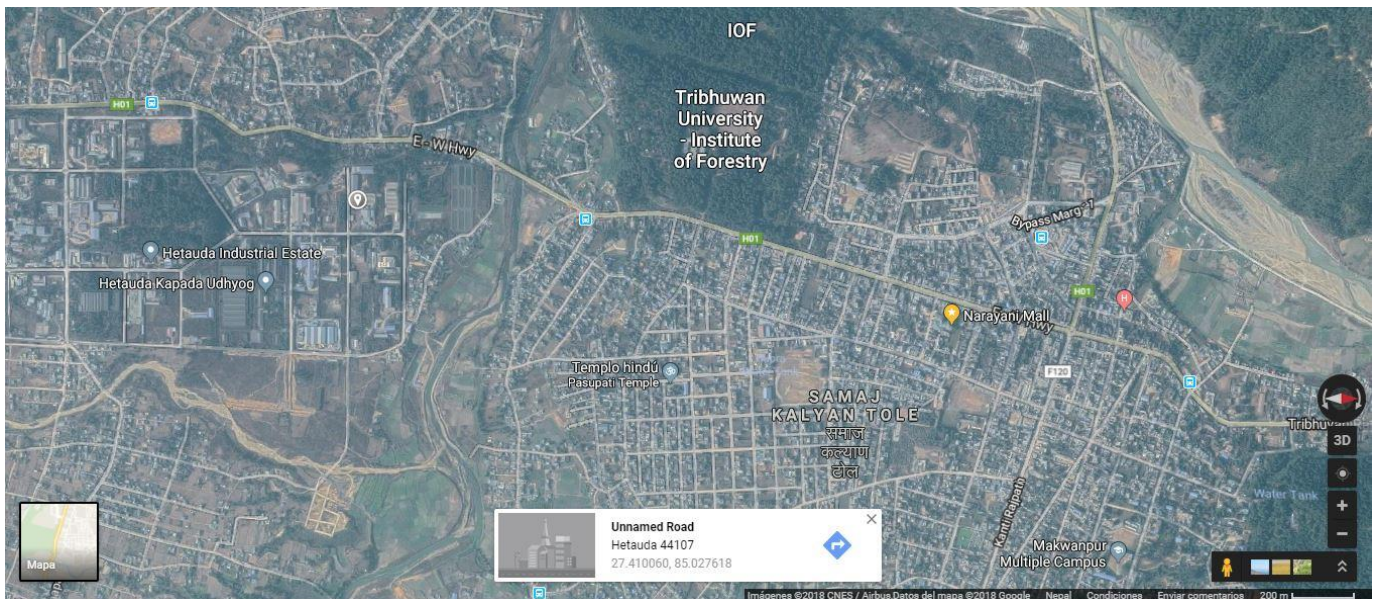 IOF
Tribhuwan
University
- Institute
of Forestry
H01
E - W Hwy
H01
Bypass Marga 1
Hetauda Industrial Estate
Hetauda Kapada Udhyog
H01
Narayani Mall
Hwy
Templo hindú
Pasupati Temple
F120
SAMAJ
KALYAN TOLE
समाज
कल्याण
टोल
Kanti Rajpath
3D
Water Tank
Makwanpur
Multiple Campus
Unnamed Road
Hetauda 44107
27.410060, 85.027618
Mapa
Imágenes ©2018 CNES / Airbus,Datos del mapa ©2018 Google Nepal Condiciones Enviar comentarios 200 m